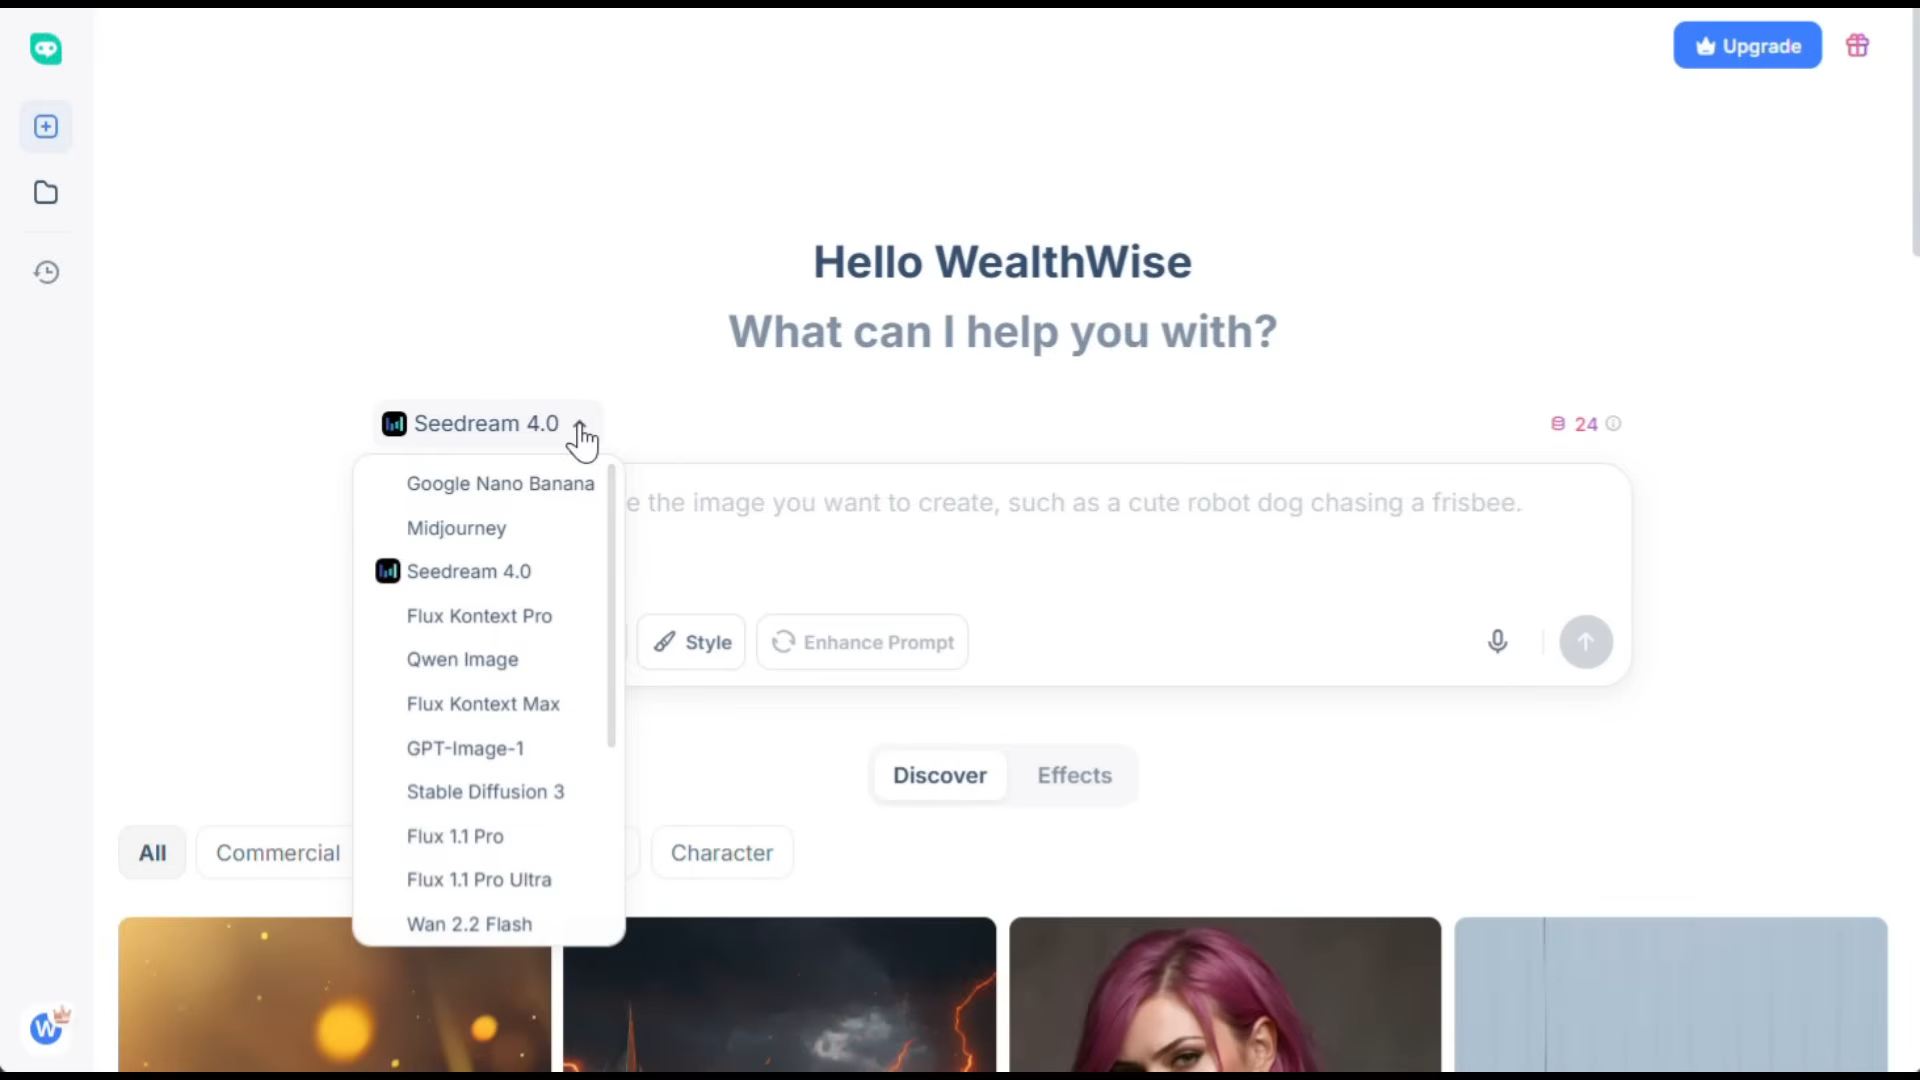 Upgrade
Hello WealthWise
What can I help you with?
Seedream 4.0
24
e the image you want to create, such as a cute robot dog chasing a frisbee.
Google Nano Banana
Midjourney
Seedream 4.0
Flux Kontext Pro
Qwen Image
Flux Kontext Max
GPT-Image-1
Stable Diffusion 3
Flux 1.1 Pro
Flux 1.1 Pro Ultra
Wan 2.2 Flash
Style
Enhance Prompt
Discover
Effects
All
Commercial
Character
W